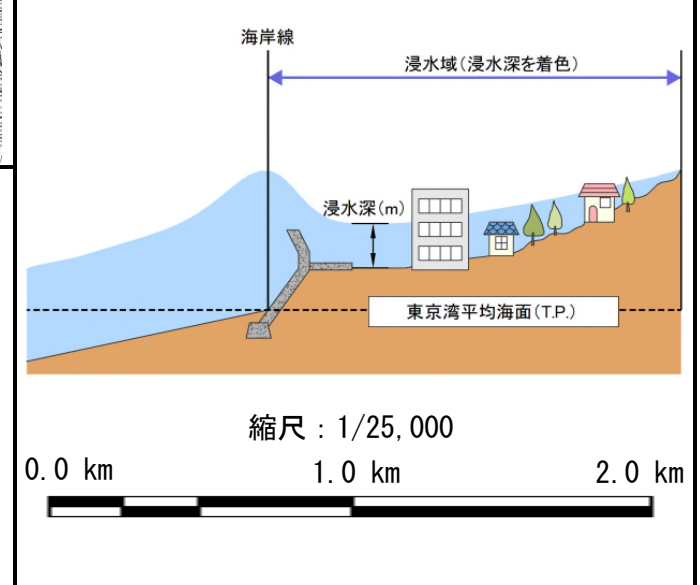 海岸線
浸水域(浸水深を着色)
浸水深(m)
東京湾平均海面(T.P.)
縮尺:1/25,000
0.0 km 1.0 km 2.0 km